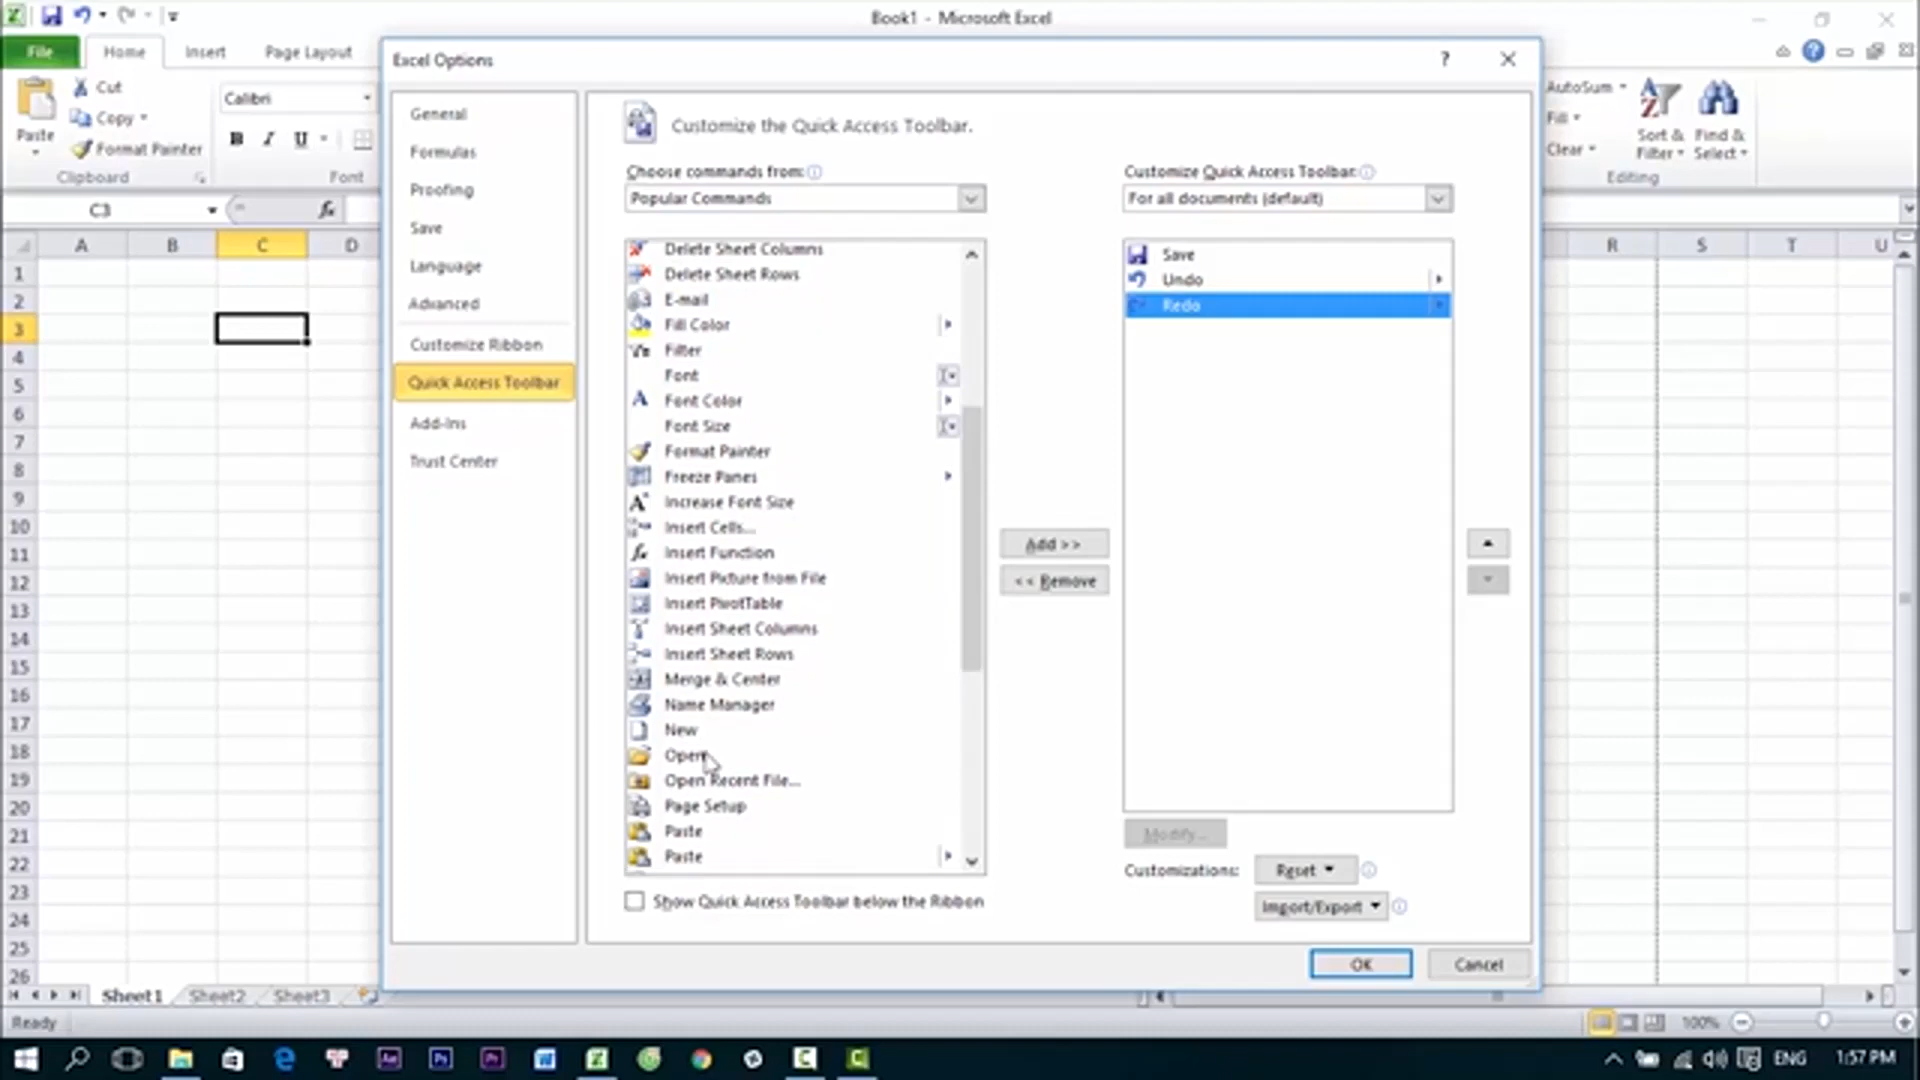 Book1 - Microsoft Excel
File Home Insert Page Layout
Paste
Cut
Copy
Format Painter
Clipboard
Calibri
B I U
Font
AutoSum
Fill
Clear
Sort & Filter
Find & Select
Editing
C3
fx
A B C D R S T U
1
2
3
4
5
6
7
8
9
10
11
12
13
14
15
16
17
18
19
20
21
22
23
24
25
26
Excel Options
?
General
Formulas
Proofing
Save
Language
Advanced
Customize Ribbon
Quick Access Toolbar
Add-Ins
Trust Center
Customize the Quick Access Toolbar.
Choose commands from:
Popular Commands
Delete Sheet Columns
Delete Sheet Rows
E-mail
Fill Color
Filter
Font
Font Color
Font Size
Format Painter
Freeze Panes
Increase Font Size
Insert Cells...
Insert Function
Insert Picture from File
Insert PivotTable
Insert Sheet Columns
Insert Sheet Rows
Merge & Center
Name Manager
New
Open
Open Recent File...
Page Setup
Paste
Paste
Show Quick Access Toolbar below the Ribbon
Add >>
<< Remove
Customize Quick Access Toolbar:
For all documents (default)
Save
Undo
Redo
Modify...
Customizations:
Reset
Import/Export
OK
Cancel
Sheet1 Sheet2 Sheet3
Ready
100%
Ae Ps Pr
ENG
1:57 PM